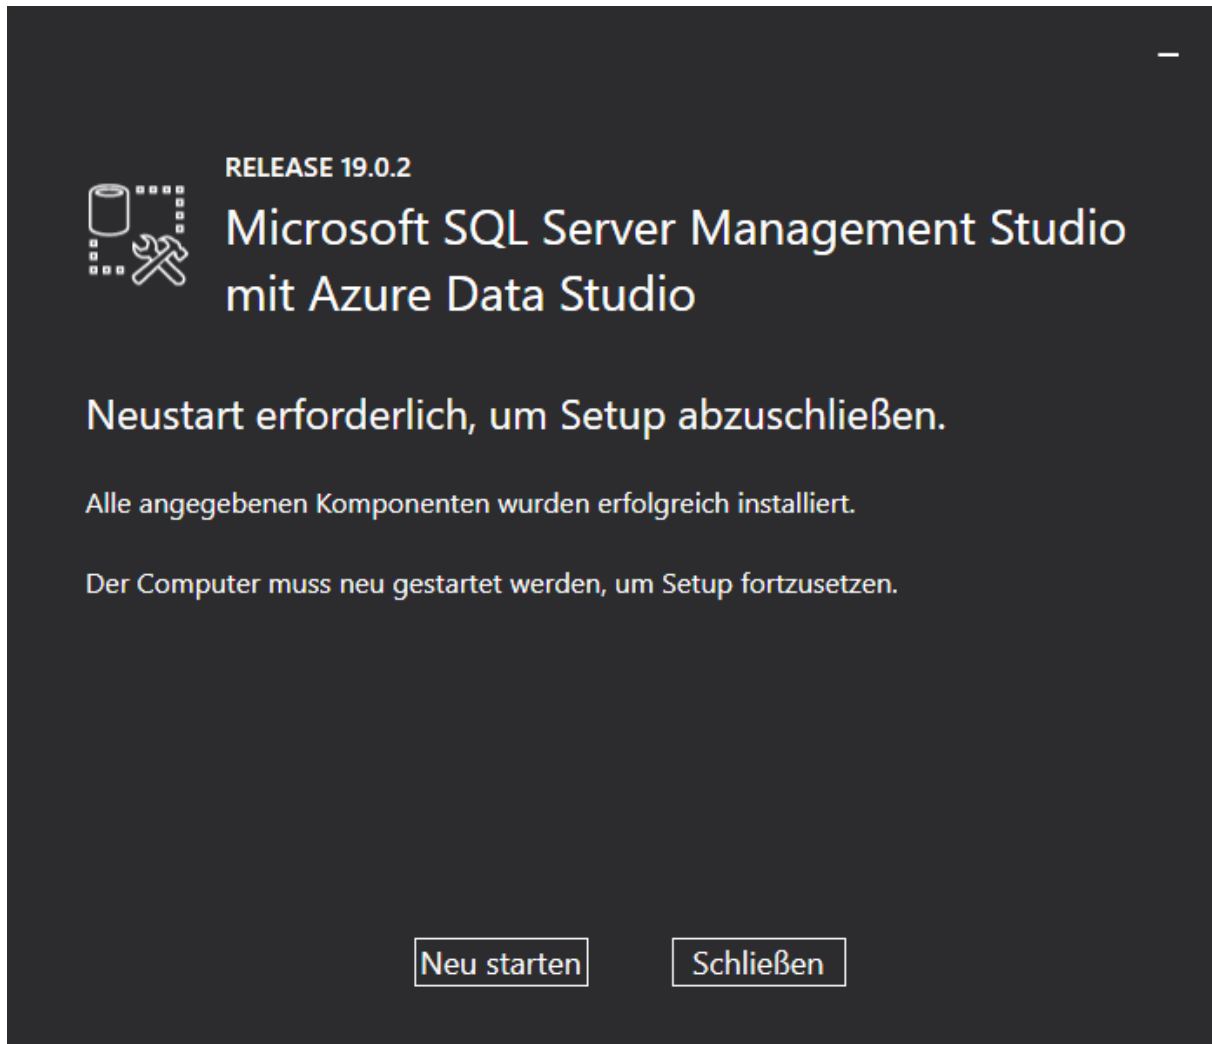 RELEASE 19.0.2
Microsoft SQL Server Management Studio
mit Azure Data Studio
Neustart erforderlich, um Setup abzuschließen.
Alle angegebenen Komponenten wurden erfolgreich installiert.
Der Computer muss neu gestartet werden, um Setup fortzusetzen.
Neu starten
Schließen